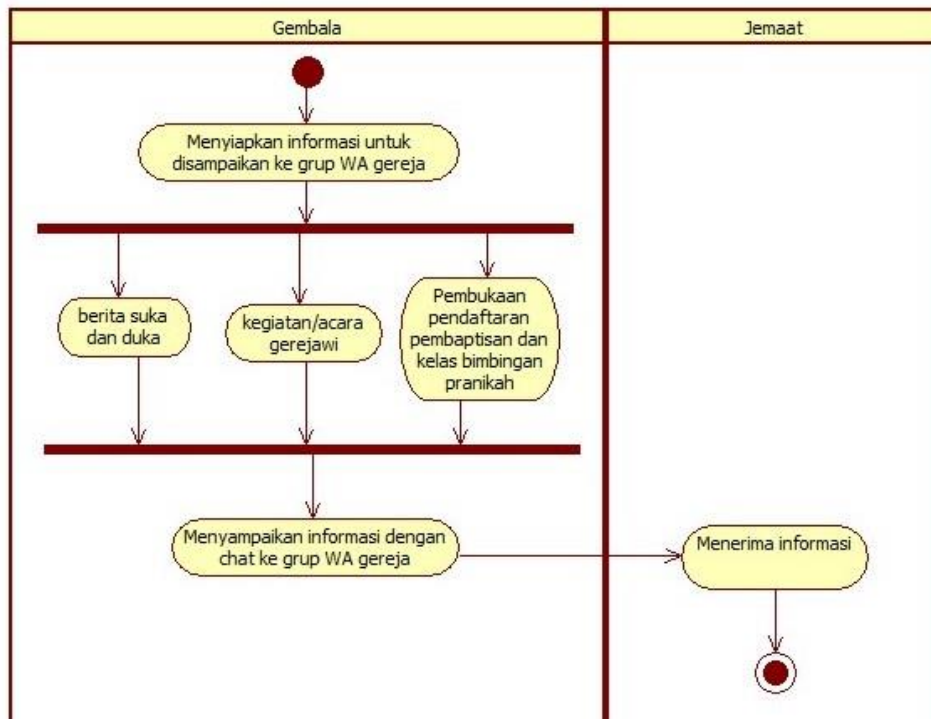 Gembala
Jemaat
Menyiapkan informasi untuk
disampaikan ke grup WA gereja
berita suka
dan duka
kegiatan/acara
gerejawi
Pembukaan
pendaftaran
pembaptisan dan
kelas bimbingan
pranikah
Menyampaikan informasi dengan
chat ke grup WA gereja
Menerima informasi